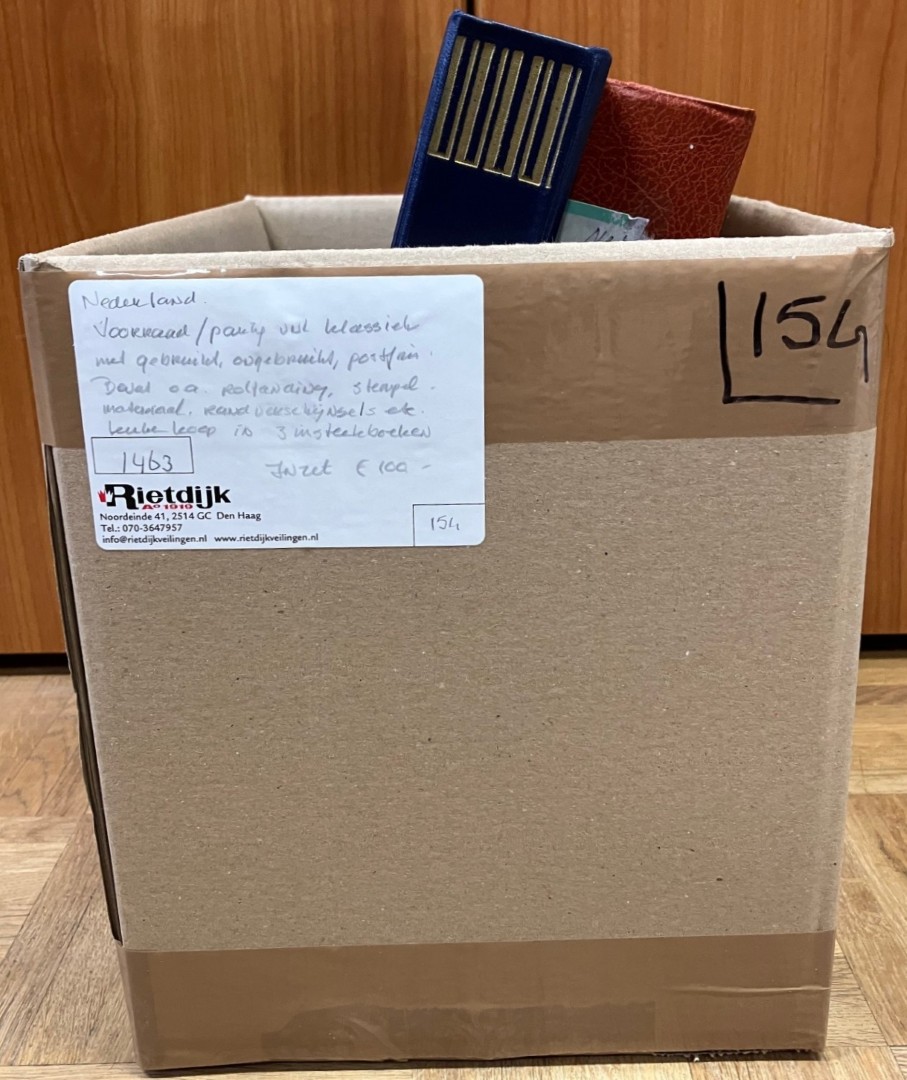 Nederland.
Voorraad/partij v.a. klassiek
met gebruikt, ongebruikt, postfris.
Bevat o.a. roltanding, stempel-
materiaal, randverschijnsels etc.
Leuke koop in 3 insteekboeken
1463
Inzet € 100 -
Rietdijk
Aº 1919
Noordeinde 41, 2514 GC Den Haag
Tel.: 070-3647957
info@rietdijkveilingen.nl www.rietdijkveilingen.nl
154
154